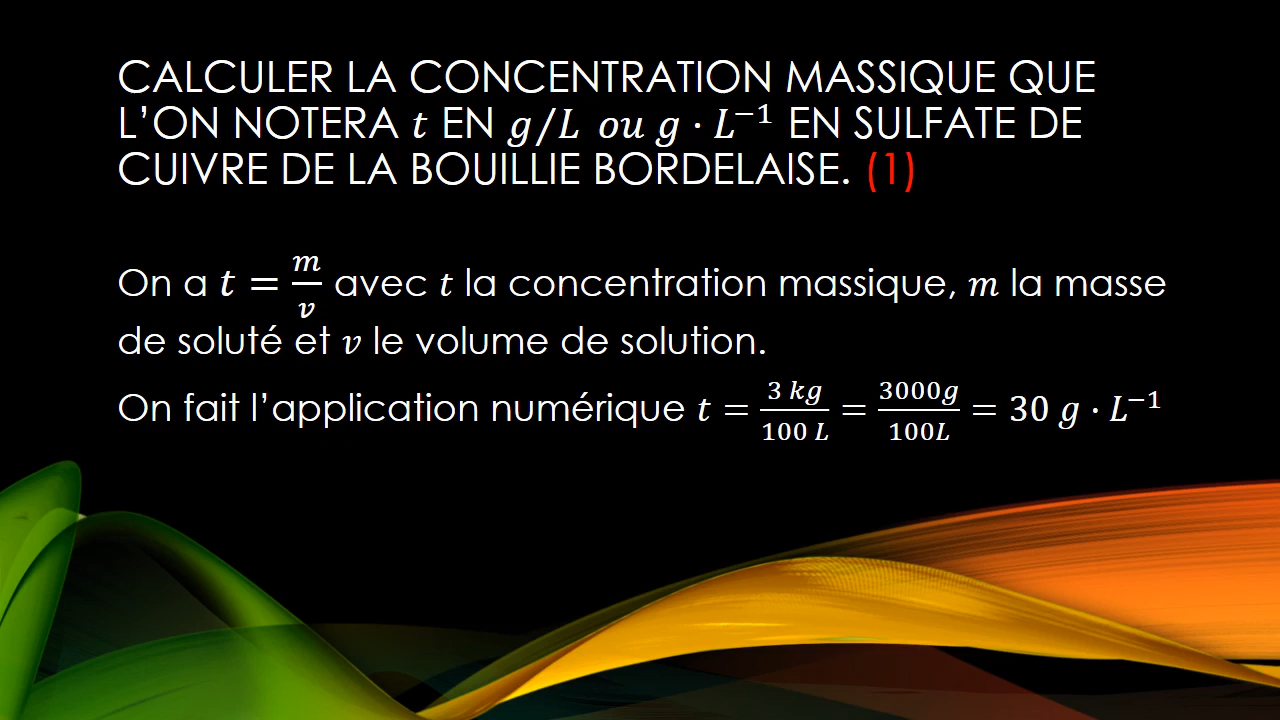 CALCULER LA CONCENTRATION MASSIQUE QUE
L’ON NOTERA t EN g/L ou g · L⁻¹ EN SULFATE DE
CUIVRE DE LA BOUILLIE BORDELAISE. (1)
On a t = m/v avec t la concentration massique, m la masse
de soluté et v le volume de solution.
On fait l’application numérique t = 3 kg/100 L = 3000g/100L = 30 g · L⁻¹